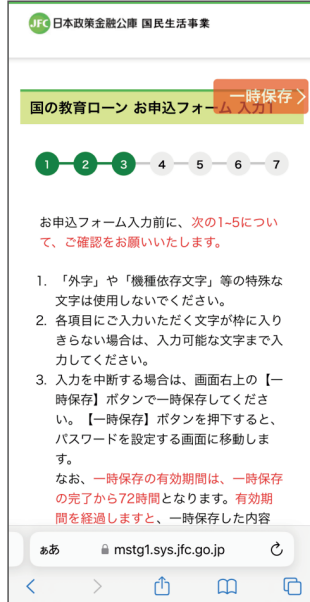 JFC 日本政策金融公庫 国民生活事業
一時保存
国の教育ローン お申込フォーム 入力1
1 2 3 4 5 6 7
お申込フォーム入力前に、次の1~5につい
て、ご確認をお願いいたします。
1. 「外字」や「機種依存文字」等の特殊な
文字は使用しないでください。
2. 各項目にご入力いただく文字が枠に入り
きらない場合は、入力可能な文字まで入
力してください。
3. 入力を中断する場合は、画面右上の【一
時保存】ボタンで一時保存してくださ
い。【一時保存】ボタンを押下すると、
パスワードを設定する画面に移動しま
す。
なお、一時保存の有効期間は、一時保存
の完了から72時間となります。有効期
間を経過しますと、一時保存した内容
ぁあ mstg1.sys.jfc.go.jp